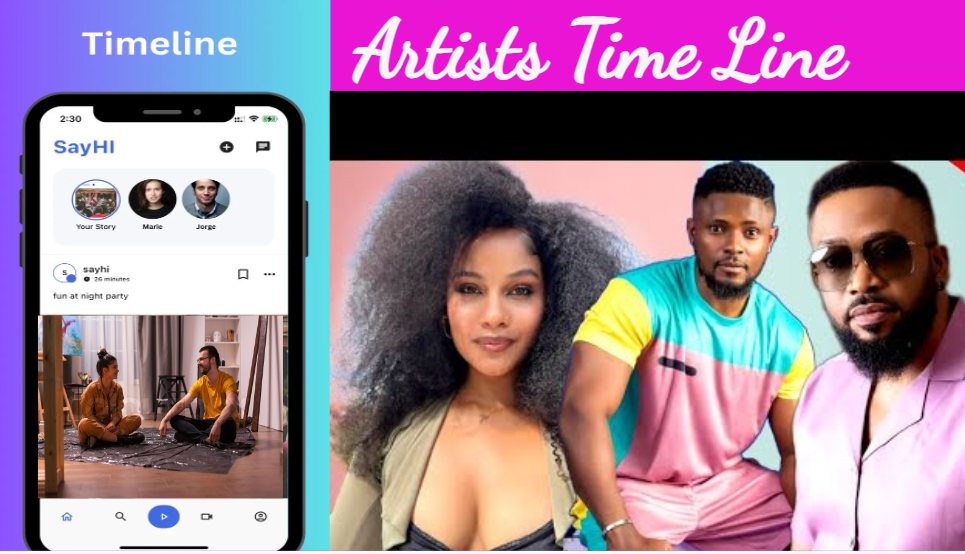 Timeline
Artists Time Line
2:30
SayHI
Your Story
Marie
Jorge
S
sayhi
26 minutes
fun at night party